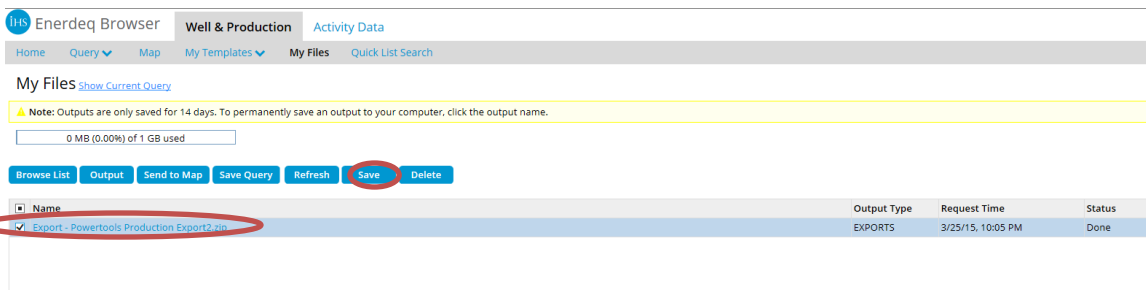 IHS Enerdeq Browser Well & Production Activity Data
Home Query Map My Templates My Files Quick List Search
My Files Show Current Query
Note: Outputs are only saved for 14 days. To permanently save an output to your computer, click the output name.
0 MB (0.00%) of 1 GB used
Browse List Output Send to Map Save Query Refresh Save Delete
Name Output Type Request Time Status
Export - Powertools Production Export2.zip EXPORTS 3/25/15, 10:05 PM Done